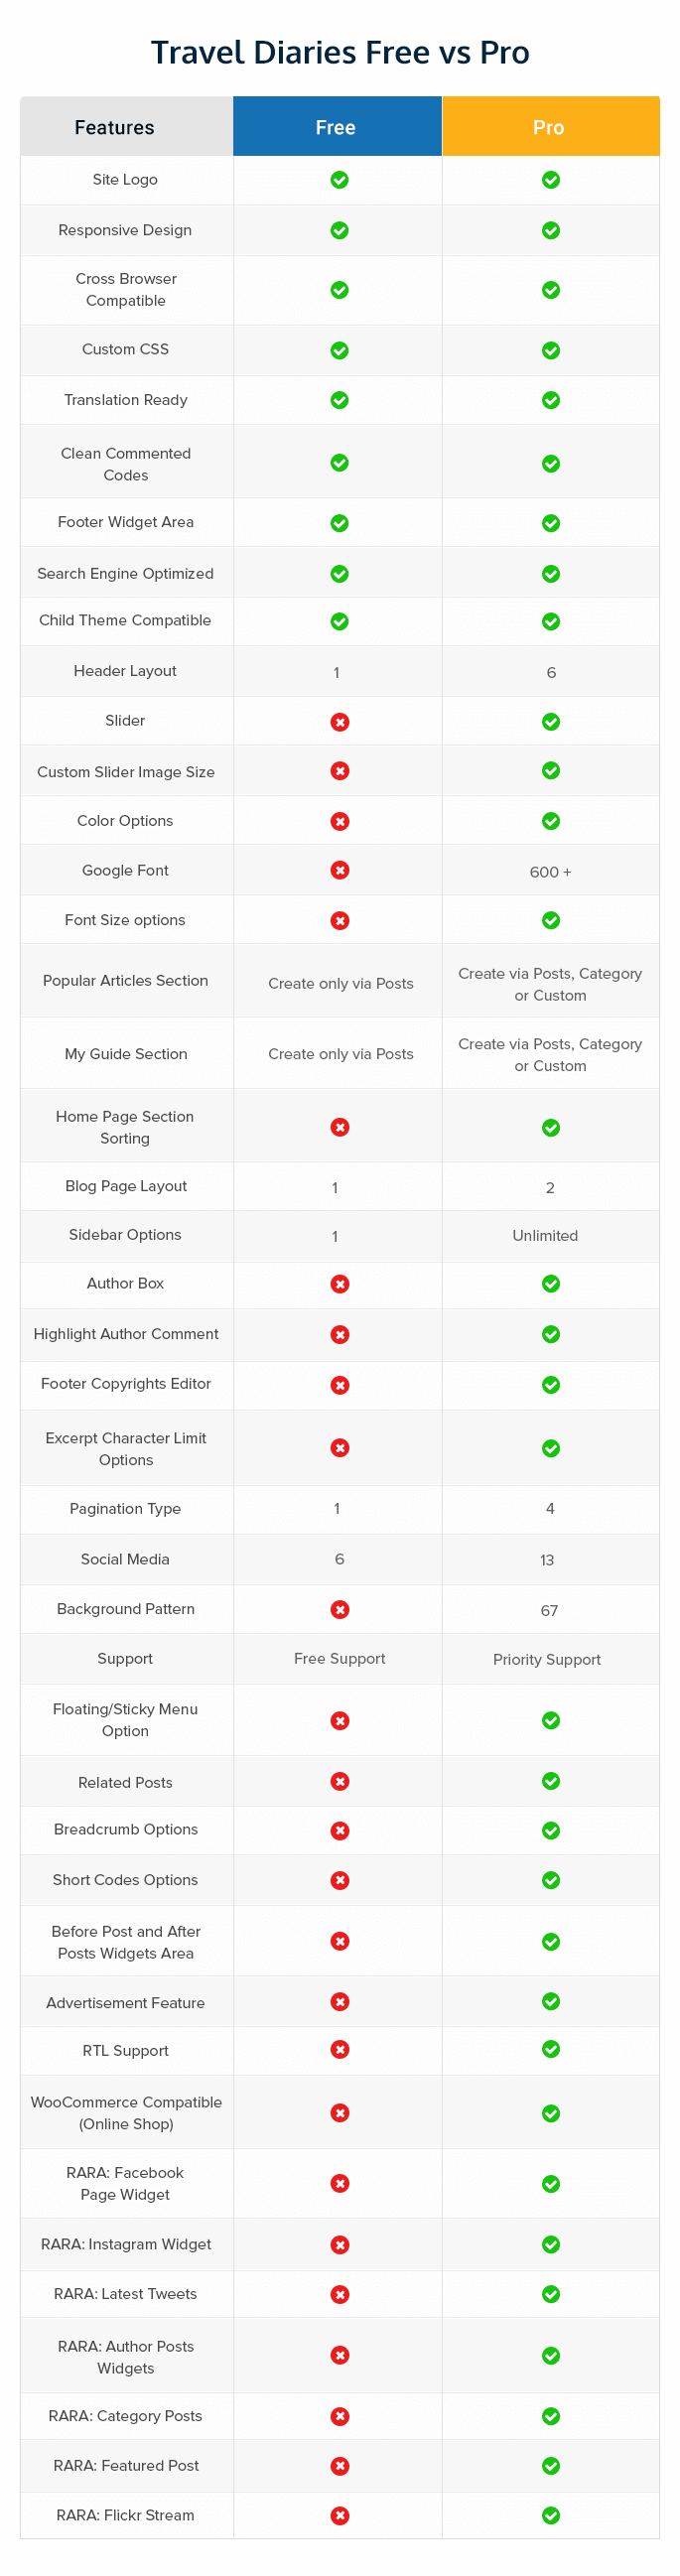 Travel Diaries Free vs Pro
Features Free Pro
Site Logo
Responsive Design
Cross Browser
Compatible
Custom CSS
Translation Ready
Clean Commented
Codes
Footer Widget Area
Search Engine Optimized
Child Theme Compatible
Header Layout 1 6
Slider
Custom Slider Image Size
Color Options
Google Font 600 +
Font Size options
Popular Articles Section Create only via Posts Create via Posts, Category
or Custom
My Guide Section Create only via Posts Create via Posts, Category
or Custom
Home Page Section
Sorting
Blog Page Layout 1 2
Sidebar Options 1 Unlimited
Author Box
Highlight Author Comment
Footer Copyrights Editor
Excerpt Character Limit
Options
Pagination Type 1 4
Social Media 6 13
Background Pattern 67
Support Free Support Priority Support
Floating/Sticky Menu
Option
Related Posts
Breadcrumb Options
Short Codes Options
Before Post and After
Posts Widgets Area
Advertisement Feature
RTL Support
WooCommerce Compatible
(Online Shop)
RARA: Facebook
Page Widget
RARA: Instagram Widget
RARA: Latest Tweets
RARA: Author Posts
Widgets
RARA: Category Posts
RARA: Featured Post
RARA: Flickr Stream